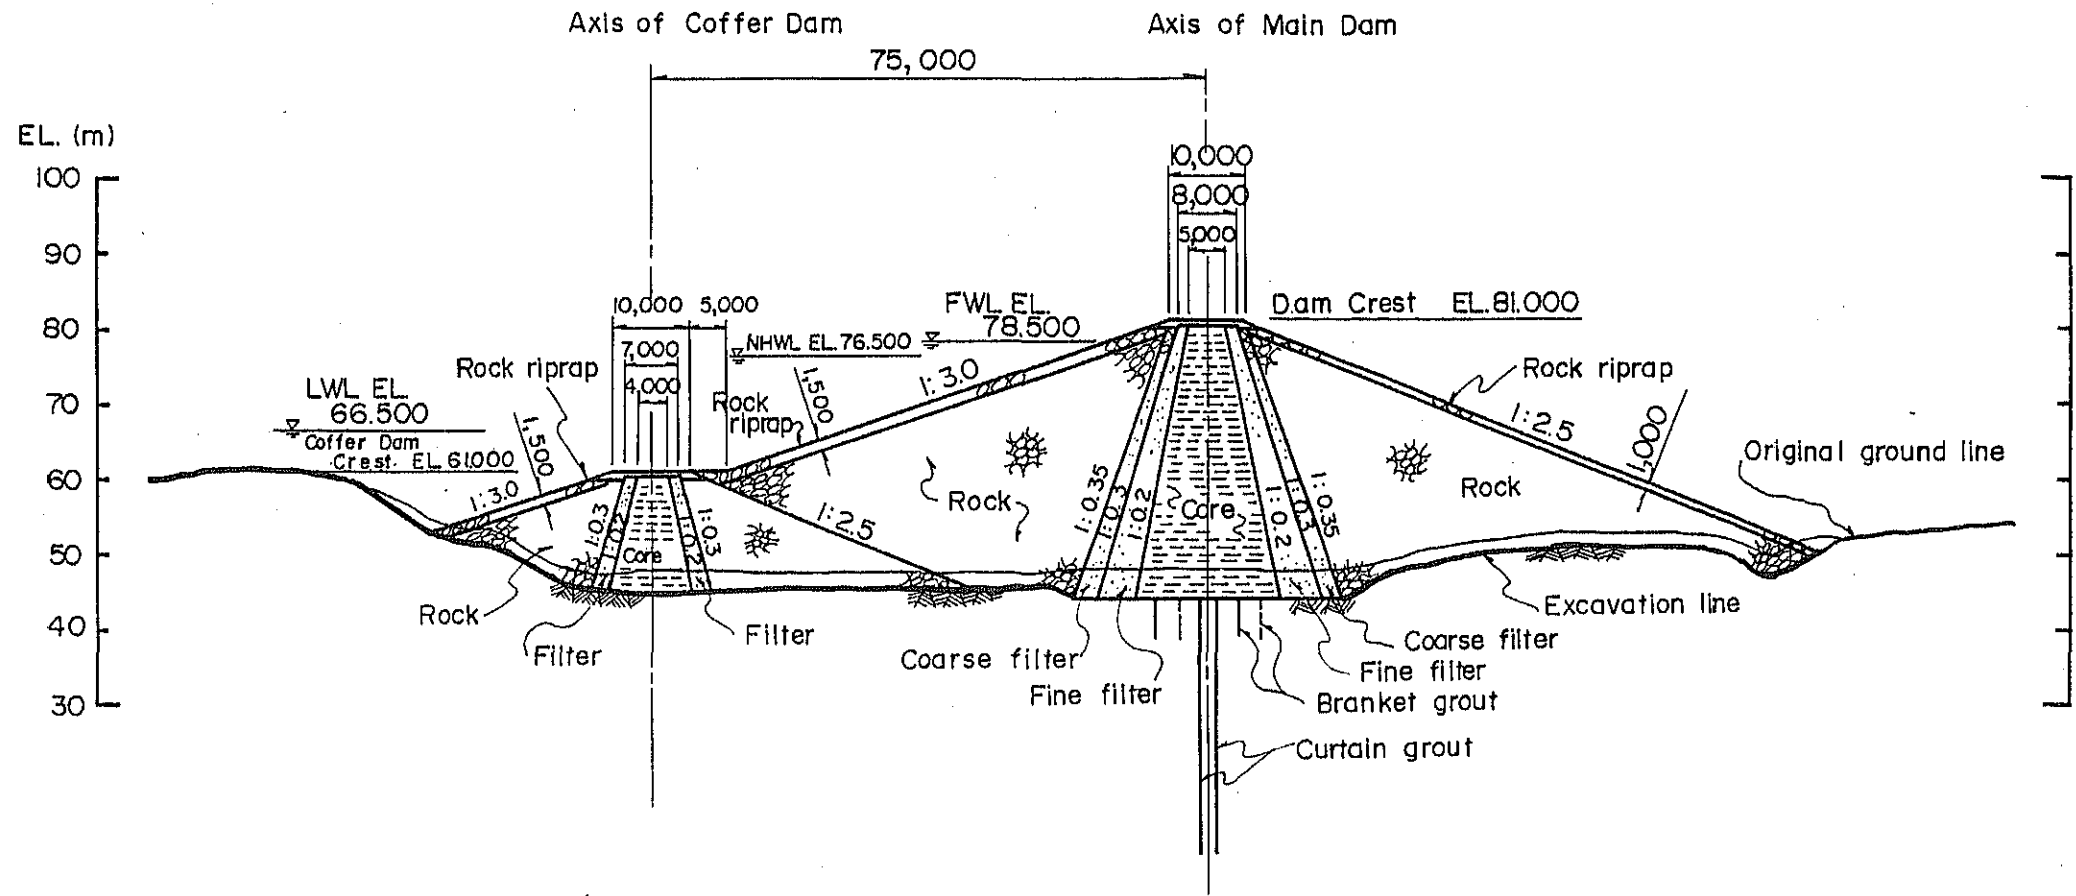 Axis of Coffer Dam
Axis of Main Dam
75,000
EL. (m)
100
90
80
70
60
50
40
30
10,000
8,000
5,000
10,000 5,000
7,000
4,000
FWL EL.
78.500
NHWL EL. 76.500
Dam Crest EL. 81.000
Rock riprap
LWL EL.
66.500
Coffer Dam
Crest. EL. 61.000
1,500
1:3.0
Rock
riprap
1,500
1:3.0
Rock riprap
1:2.5
1,000
Original ground line
Rock
Rock
1:2.5
1:0.3
1:0.2
Core
1:0.2
1:0.3
1:0.35
1:0.3
1:0.2
Core
1:0.2
1:0.3
1:0.35
Rock
Filter
Filter
Coarse filter
Fine filter
Excavation line
Coarse filter
Fine filter
Branket grout
Curtain grout